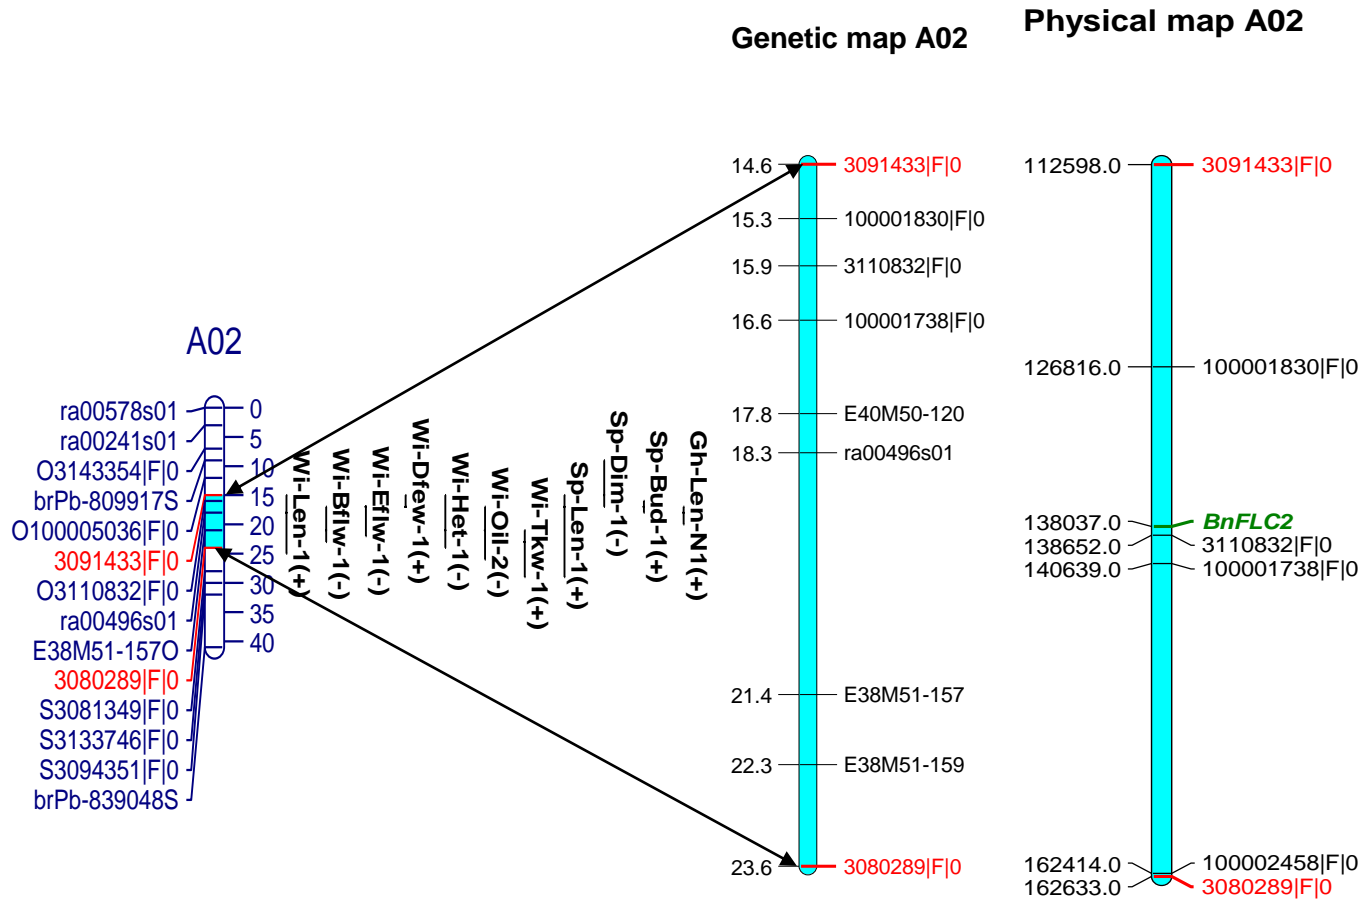 Genetic map A02
Physical map A02
A02
ra00578s01
ra00241s01
O3143354|F|0
brPb-809917S
O100005036|F|0
3091433|F|0
O3110832|F|0
ra00496s01
E38M51-157O
3080289|F|0
S3081349|F|0
S3133746|F|0
S3094351|F|0
brPb-839048S
0
5
10
15
20
25
30
35
40
Wi-Len-1(+)
Wi-Bflw-1(-)
Wi-Eflw-1(-)
Wi-Dfew-1(+)
Wi-Het-1(-)
Wi-Oil-2(-)
Wi-Tkw-1(+)
Sp-Len-1(+)
Sp-Dim-1(-)
Sp-Bud-1(+)
Gh-Len-N1(+)
14.6 3091433|F|0
15.3 100001830|F|0
15.9 3110832|F|0
16.6 100001738|F|0
17.8 E40M50-120
18.3 ra00496s01
21.4 E38M51-157
22.3 E38M51-159
23.6 3080289|F|0
112598.0 3091433|F|0
126816.0 100001830|F|0
138037.0 BnFLC2
138652.0 3110832|F|0
140639.0 100001738|F|0
162414.0 100002458|F|0
162633.0 3080289|F|0